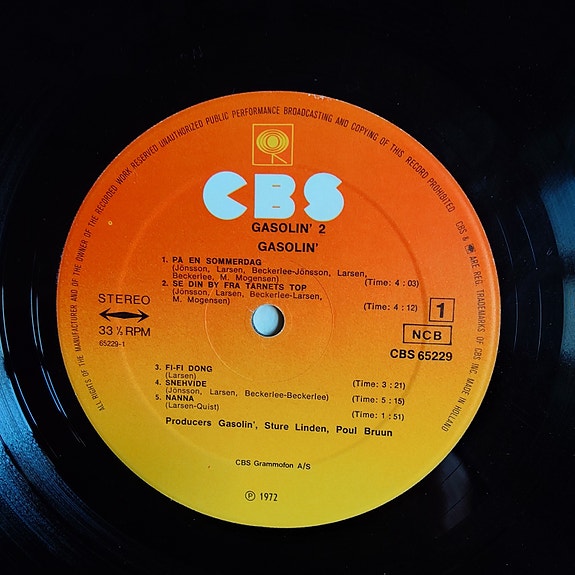 ALL RIGHTS OF THE MANUFACTURER AND OF THE OWNER OF THE RECORDED WORK RESERVED UNAUTHORIZED PUBLIC PERFORMANCE BROADCASTING AND COPYING OF THIS RECORD PROHIBITED
CBS & ARE REG. TRADEMARKS OF CBS INC. MADE IN HOLLAND
CBS
GASOLIN' 2
GASOLIN'
1. PA EN SOMMERDAG
(Jönsson, Larsen, Beckerlee-Jöhsson, Larsen,
Beckerlee, M. Mogensen) (Time: 4 : 03)
2. SE DIN BY FRA TARNETS TOP
(Jönsson, Larsen, Beckerlee-Larsen,
M. Mogensen) (Time: 4 : 12)
STEREO
33 ⅓ RPM
65229-1
1
NCB
CBS 65229
3. FI-FI DONG
(Larsen) (Time: 3 : 21)
4. SNEHVIDE
(Jönsson, Larsen, Beckerlee-Beckerlee) (Time: 5 : 15)
5. NANNA
(Larsen-Quist) (Time: 1 : 51)
Producers Gasolin', Sture Linden, Poul Bruun
CBS Grammofon A/S
Ⓟ 1972